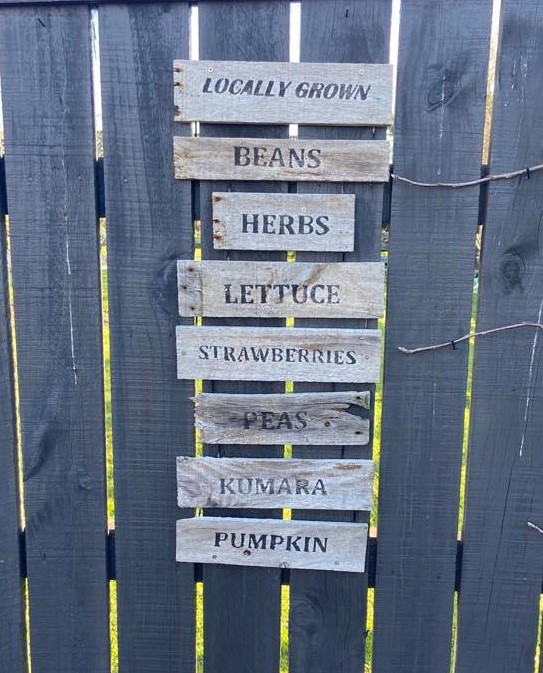 LOCALLY GROWN
BEANS
HERBS
LETTUCE
STRAWBERRIES
PEAS
KUMARA
PUMPKIN